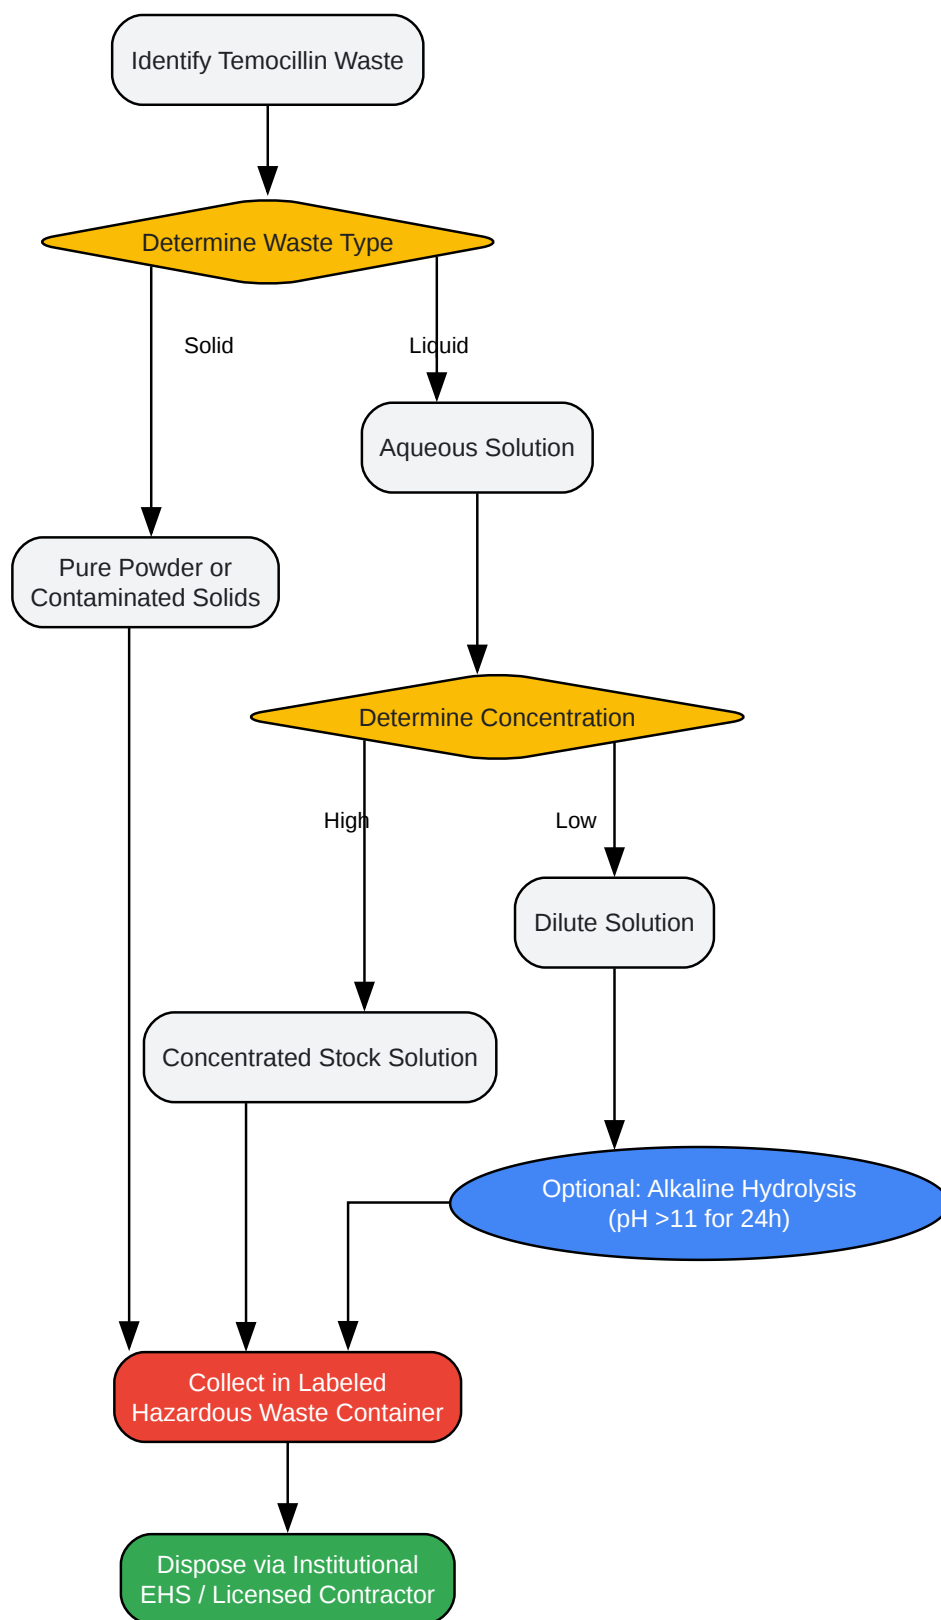 Identify Temocillin Waste
Determine Waste Type
Solid
Liquid
Aqueous Solution
Pure Powder or
Contaminated Solids
Determine Concentration
High
Low
Dilute Solution
Concentrated Stock Solution
Optional: Alkaline Hydrolysis
(pH >11 for 24h)
Collect in Labeled
Hazardous Waste Container
Dispose via Institutional
EHS / Licensed Contractor